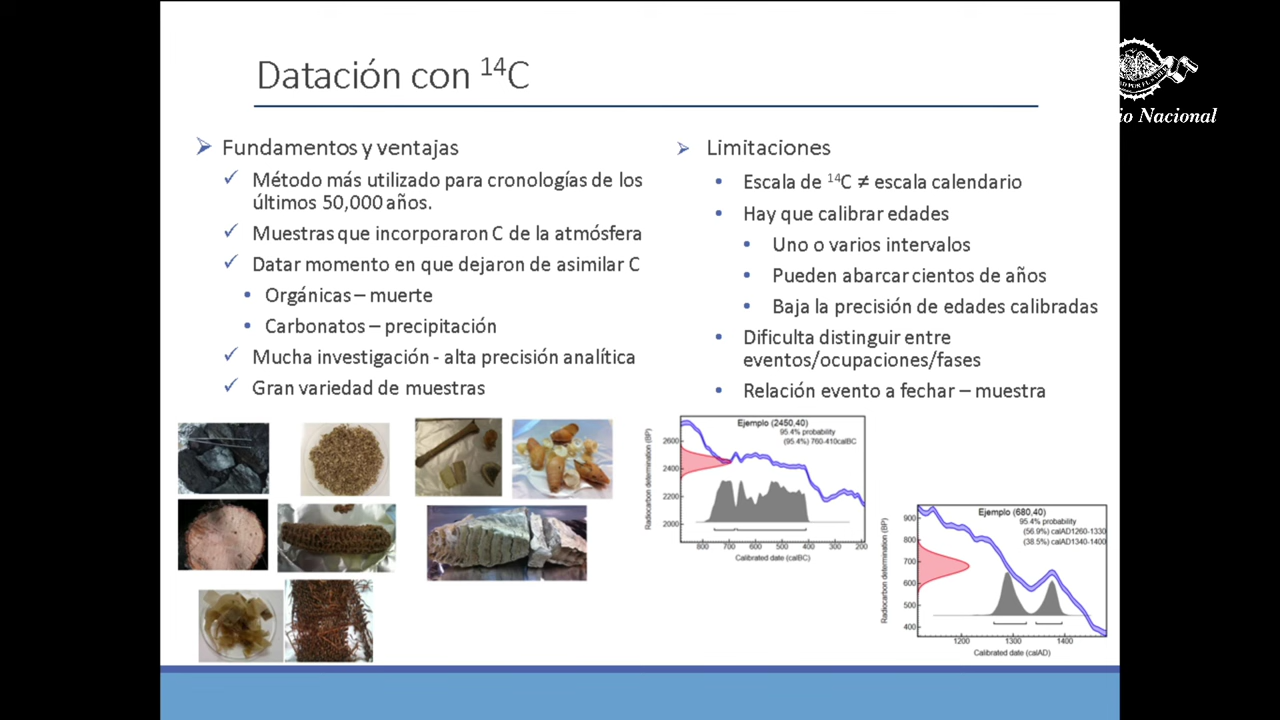 Datación con ¹⁴C
Fundamentos y ventajas
Método más utilizado para cronologías de los
últimos 50,000 años.
Muestras que incorporaron C de la atmósfera
Datar momento en que dejaron de asimilar C
Orgánicas – muerte
Carbonatos – precipitación
Mucha investigación - alta precisión analítica
Gran variedad de muestras
Limitaciones
Escala de ¹⁴C ≠ escala calendario
Hay que calibrar edades
Uno o varios intervalos
Pueden abarcar cientos de años
Baja la precisión de edades calibradas
Dificulta distinguir entre
eventos/ocupaciones/fases
Relación evento a fechar – muestra
Ejemplo (2450,40)
95.4% probability
(95.4%) 760-410calBC
Radiocarbon determination (BP)
2600
2400
2200
2000
800 700 600 500 400 300 200
Calibrated date (calBC)
Ejemplo (680,40)
95.4% probability
(56.9%) calAD1260-1330
(38.5%) calAD1340-1400
Radiocarbon determination (BP)
900
800
700
600
500
400
1200 1300 1400
Calibrated date (calAD)
io Nacional